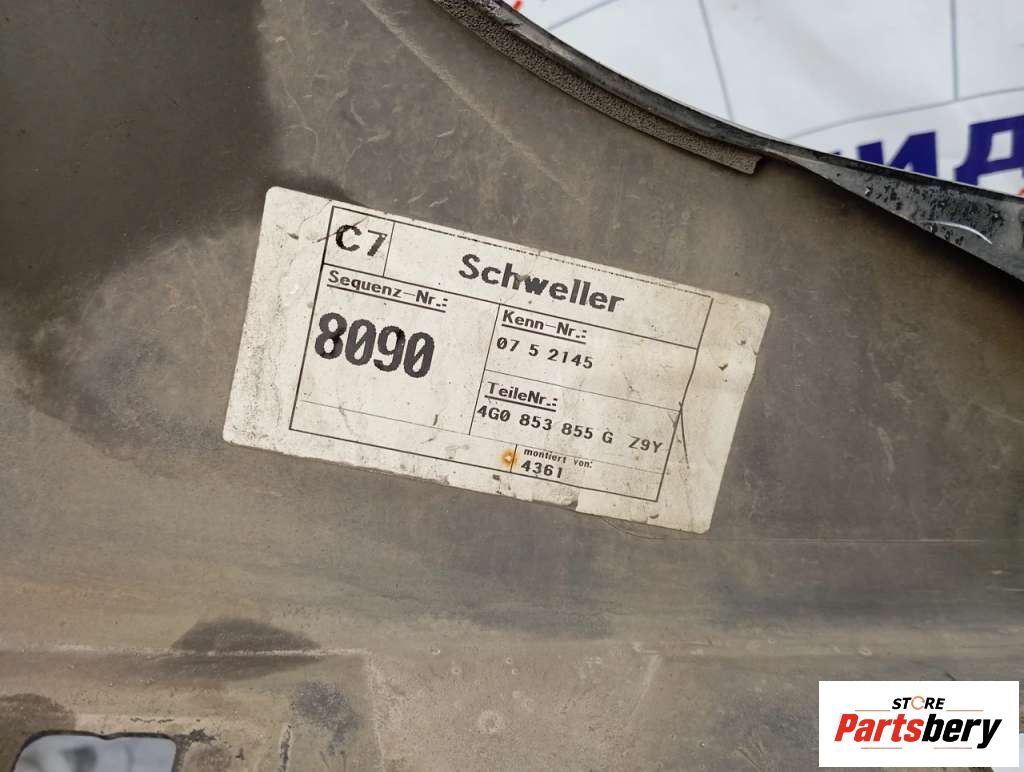 C7
Schweller
Sequenz-Nr.:
8090
Kenn-Nr.:
07 5 2145
TeileNr.:
4G0 853 855 G Z9Y
montiert von:
4361
STORE
Partsbery